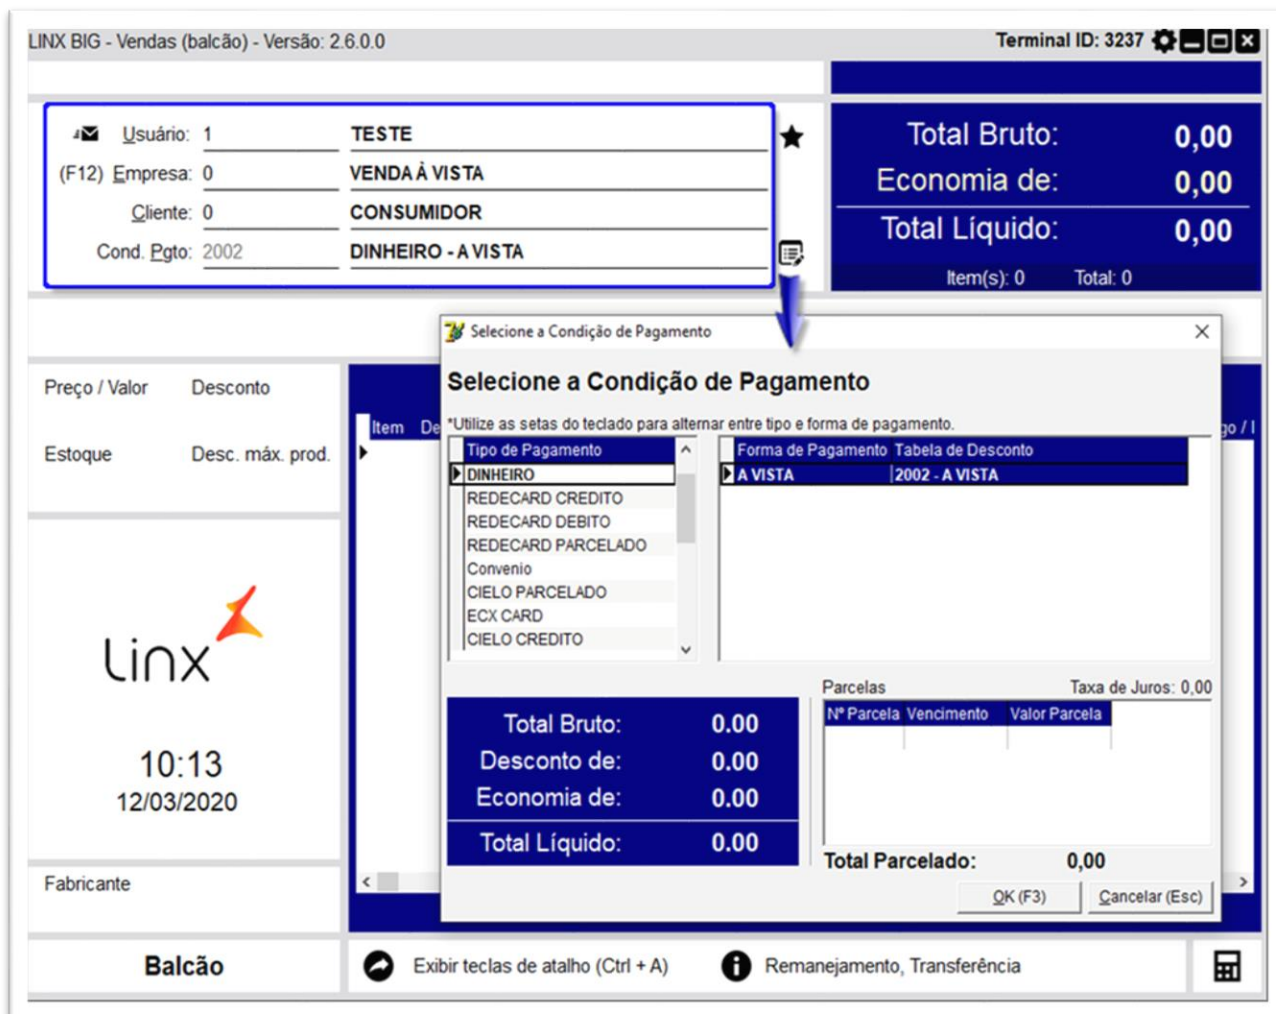 LINX BIG - Vendas (balcão) - Versão: 2.6.0.0
Terminal ID: 3237
Usuário: 1 TESTE
(F12) Empresa: 0 VENDA À VISTA
Cliente: 0 CONSUMIDOR
Cond. Pgto: 2002 DINHEIRO - A VISTA
Total Bruto: 0,00
Economia de: 0,00
Total Líquido: 0,00
Item(s): 0 Total: 0
Preço / Valor Desconto
Estoque Desc. máx. prod.
Item De
go / I
Selecione a Condição de Pagamento
Selecione a Condição de Pagamento
*Utilize as setas do teclado para alternar entre tipo e forma de pagamento.
Tipo de Pagamento
DINHEIRO
REDECARD CREDITO
REDECARD DEBITO
REDECARD PARCELADO
Convenio
CIELO PARCELADO
ECX CARD
CIELO CREDITO
Forma de Pagamento Tabela de Desconto
A VISTA 2002 - A VISTA
Total Bruto: 0.00
Desconto de: 0.00
Economia de: 0.00
Total Líquido: 0.00
Parcelas Taxa de Juros: 0,00
Nº Parcela Vencimento Valor Parcela
Total Parcelado: 0,00
OK (F3) Cancelar (Esc)
Linx
10:13
12/03/2020
Fabricante
Balcão
Exibir teclas de atalho (Ctrl + A)
Remanejamento, Transferência